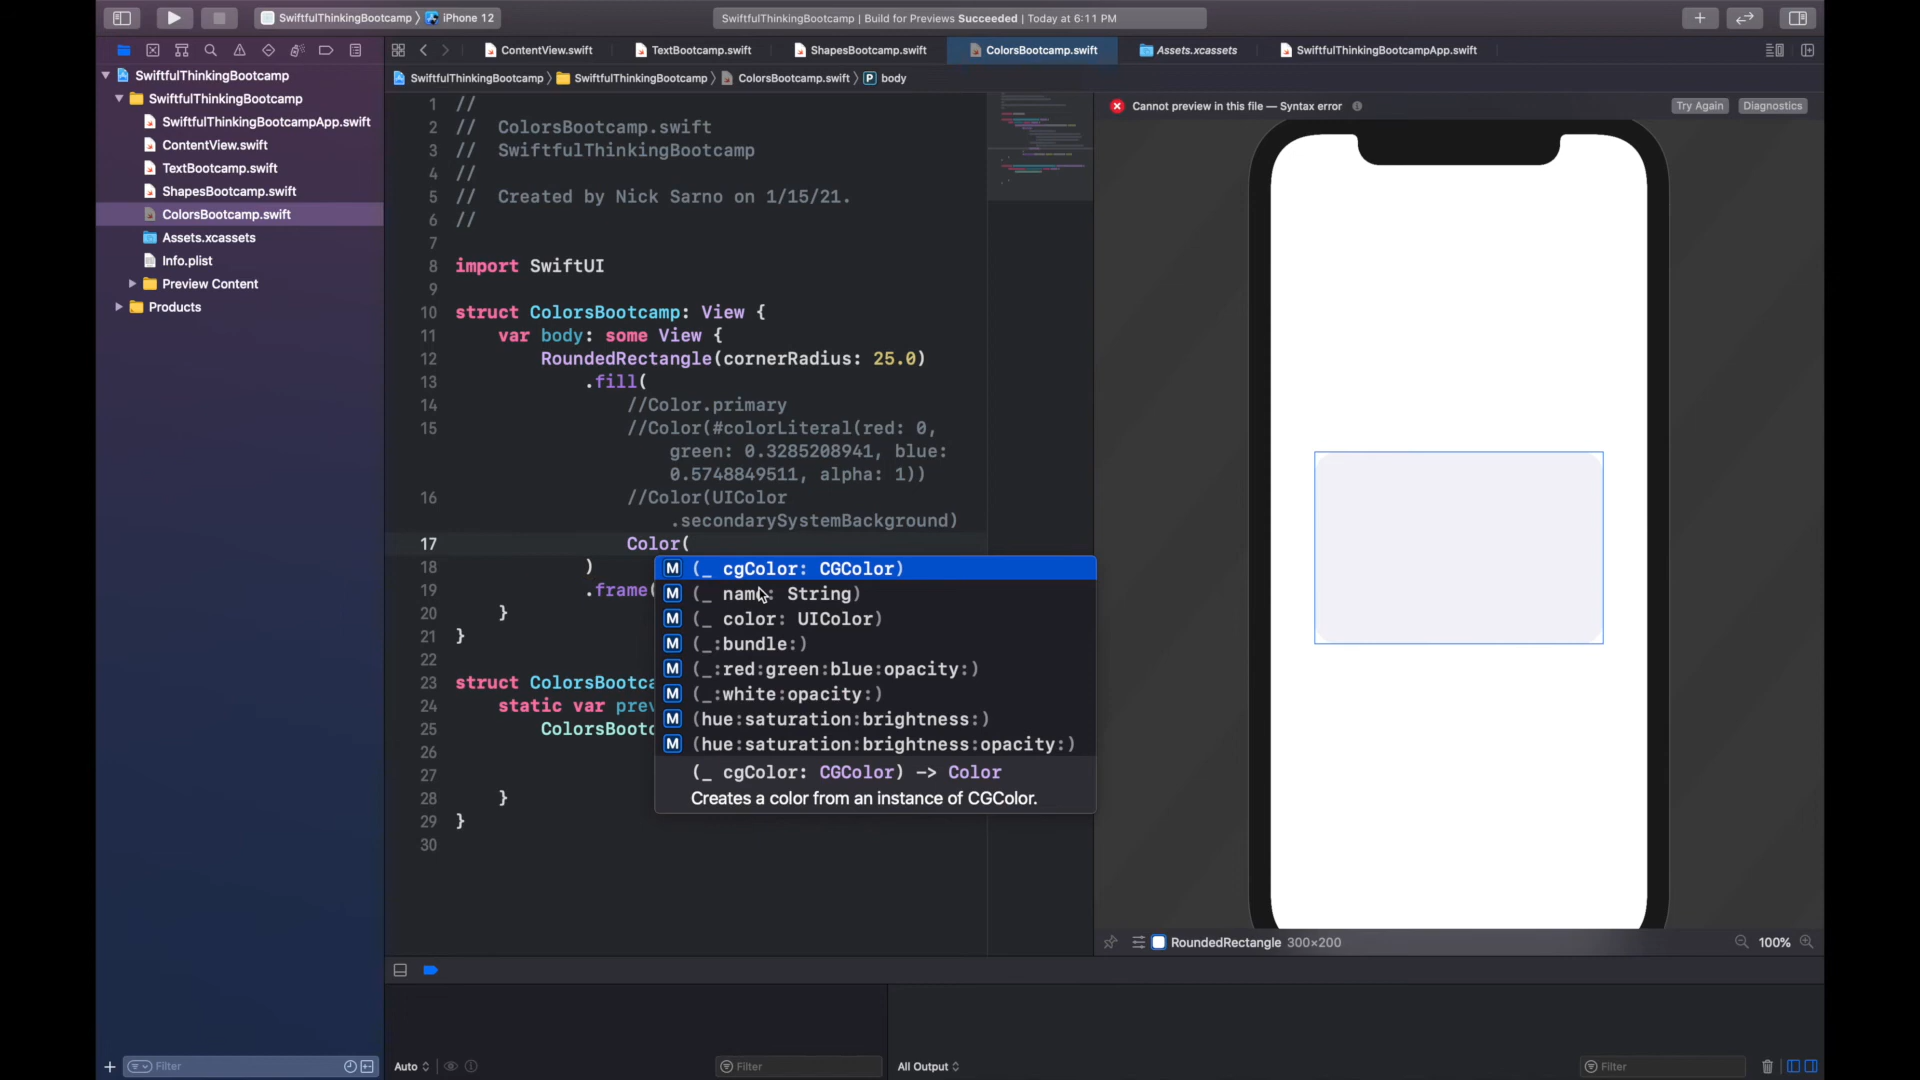 SwiftfulThinkingBootcamp 〉 iPhone 12
SwiftfulThinkingBootcamp | Build for Previews Succeeded | Today at 6:11 PM
ContentView.swift
TextBootcamp.swift
ShapesBootcamp.swift
ColorsBootcamp.swift
Assets.xcassets
SwiftfulThinkingBootcampApp.swift
SwiftfulThinkingBootcamp 〉 SwiftfulThinkingBootcamp 〉 ColorsBootcamp.swift 〉 P body
SwiftfulThinkingBootcamp
SwiftfulThinkingBootcamp
SwiftfulThinkingBootcampApp.swift
ContentView.swift
TextBootcamp.swift
ShapesBootcamp.swift
ColorsBootcamp.swift
Assets.xcassets
Info.plist
Preview Content
Products
1 //
2 //  ColorsBootcamp.swift
3 //  SwiftfulThinkingBootcamp
4 //
5 //  Created by Nick Sarno on 1/15/21.
6 //
7
8 import SwiftUI
9
10 struct ColorsBootcamp: View {
11 var body: some View {
12 RoundedRectangle(cornerRadius: 25.0)
13 .fill(
14 //Color.primary
15 //Color(#colorLiteral(red: 0,
green: 0.3285208941, blue:
0.5748849511, alpha: 1))
16 //Color(UIColor
.secondarySystemBackground)
17 Color(
18 )
19 .frame(
20 }
21 }
22
23 struct ColorsBootca
24 static var prev
25 ColorsBootc
26
27
28 }
29 }
30
M (_ cgColor: CGColor)
M (_ name: String)
M (_ color: UIColor)
M (_:bundle:)
M (_:red:green:blue:opacity:)
M (_:white:opacity:)
M (hue:saturation:brightness:)
M (hue:saturation:brightness:opacity:)
(_ cgColor: CGColor) -> Color
Creates a color from an instance of CGColor.
Cannot preview in this file — Syntax error
Try Again
Diagnostics
RoundedRectangle 300×200
100%
Filter
Auto
Filter
All Output
Filter